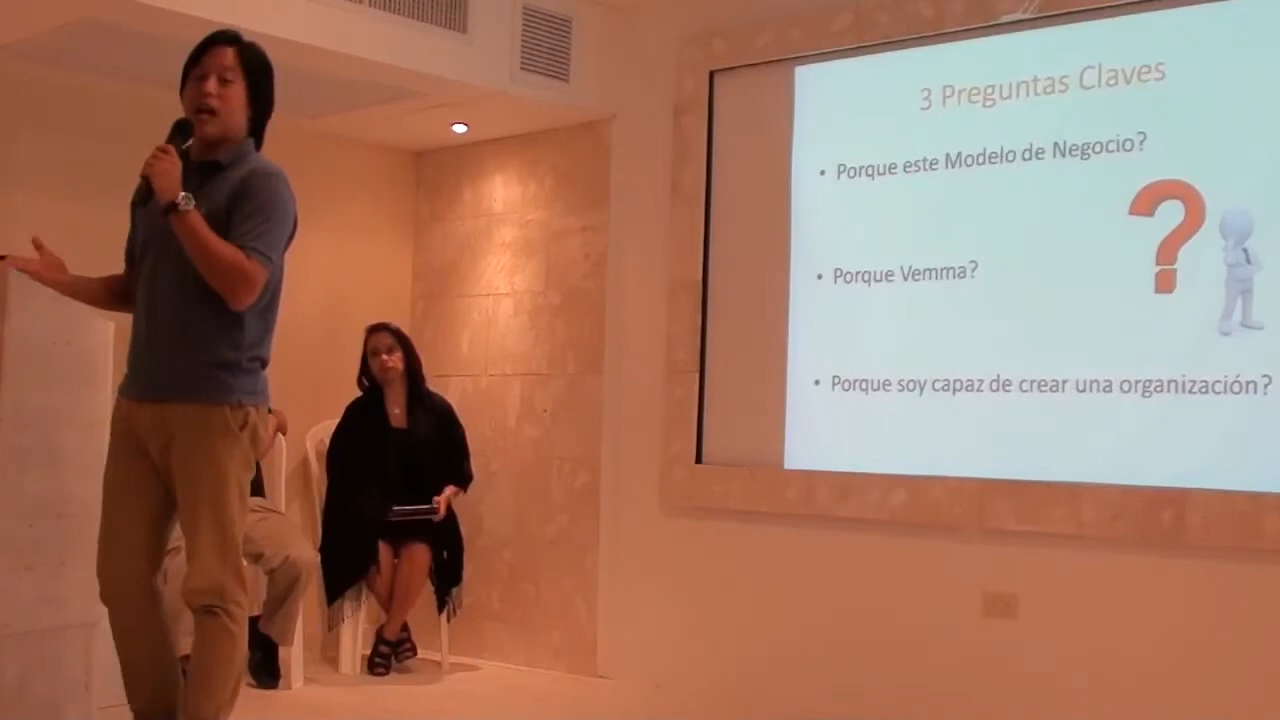 3 Preguntas Claves
• Porque este Modelo de Negocio?
• Porque Vemma?
• Porque soy capaz de crear una organización?